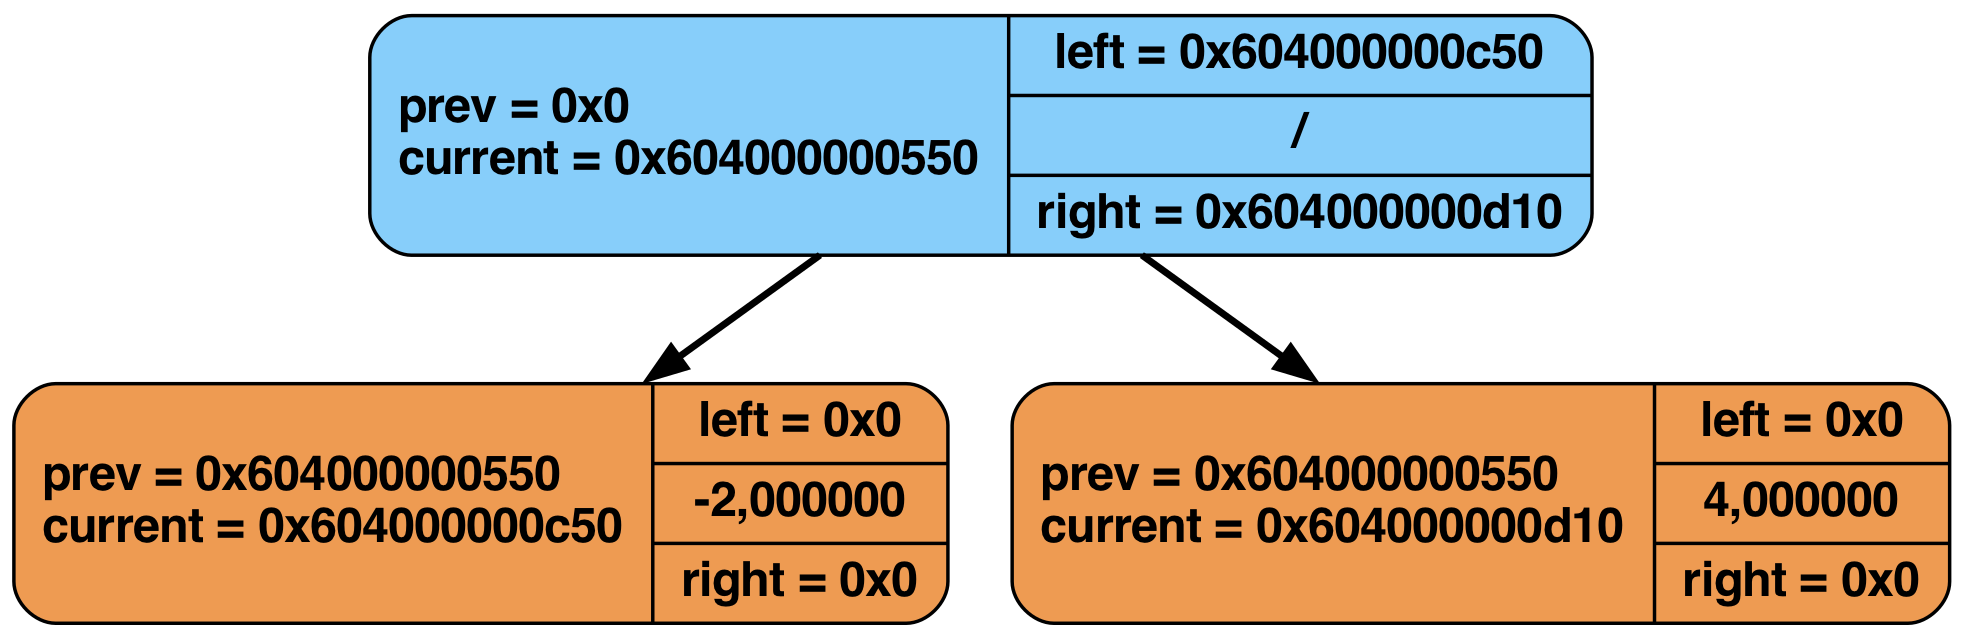 prev = 0x0
current = 0x604000000550
left = 0x604000000c50
/
right = 0x604000000d10
prev = 0x604000000550
current = 0x604000000c50
left = 0x0
-2,000000
right = 0x0
prev = 0x604000000550
current = 0x604000000d10
left = 0x0
4,000000
right = 0x0